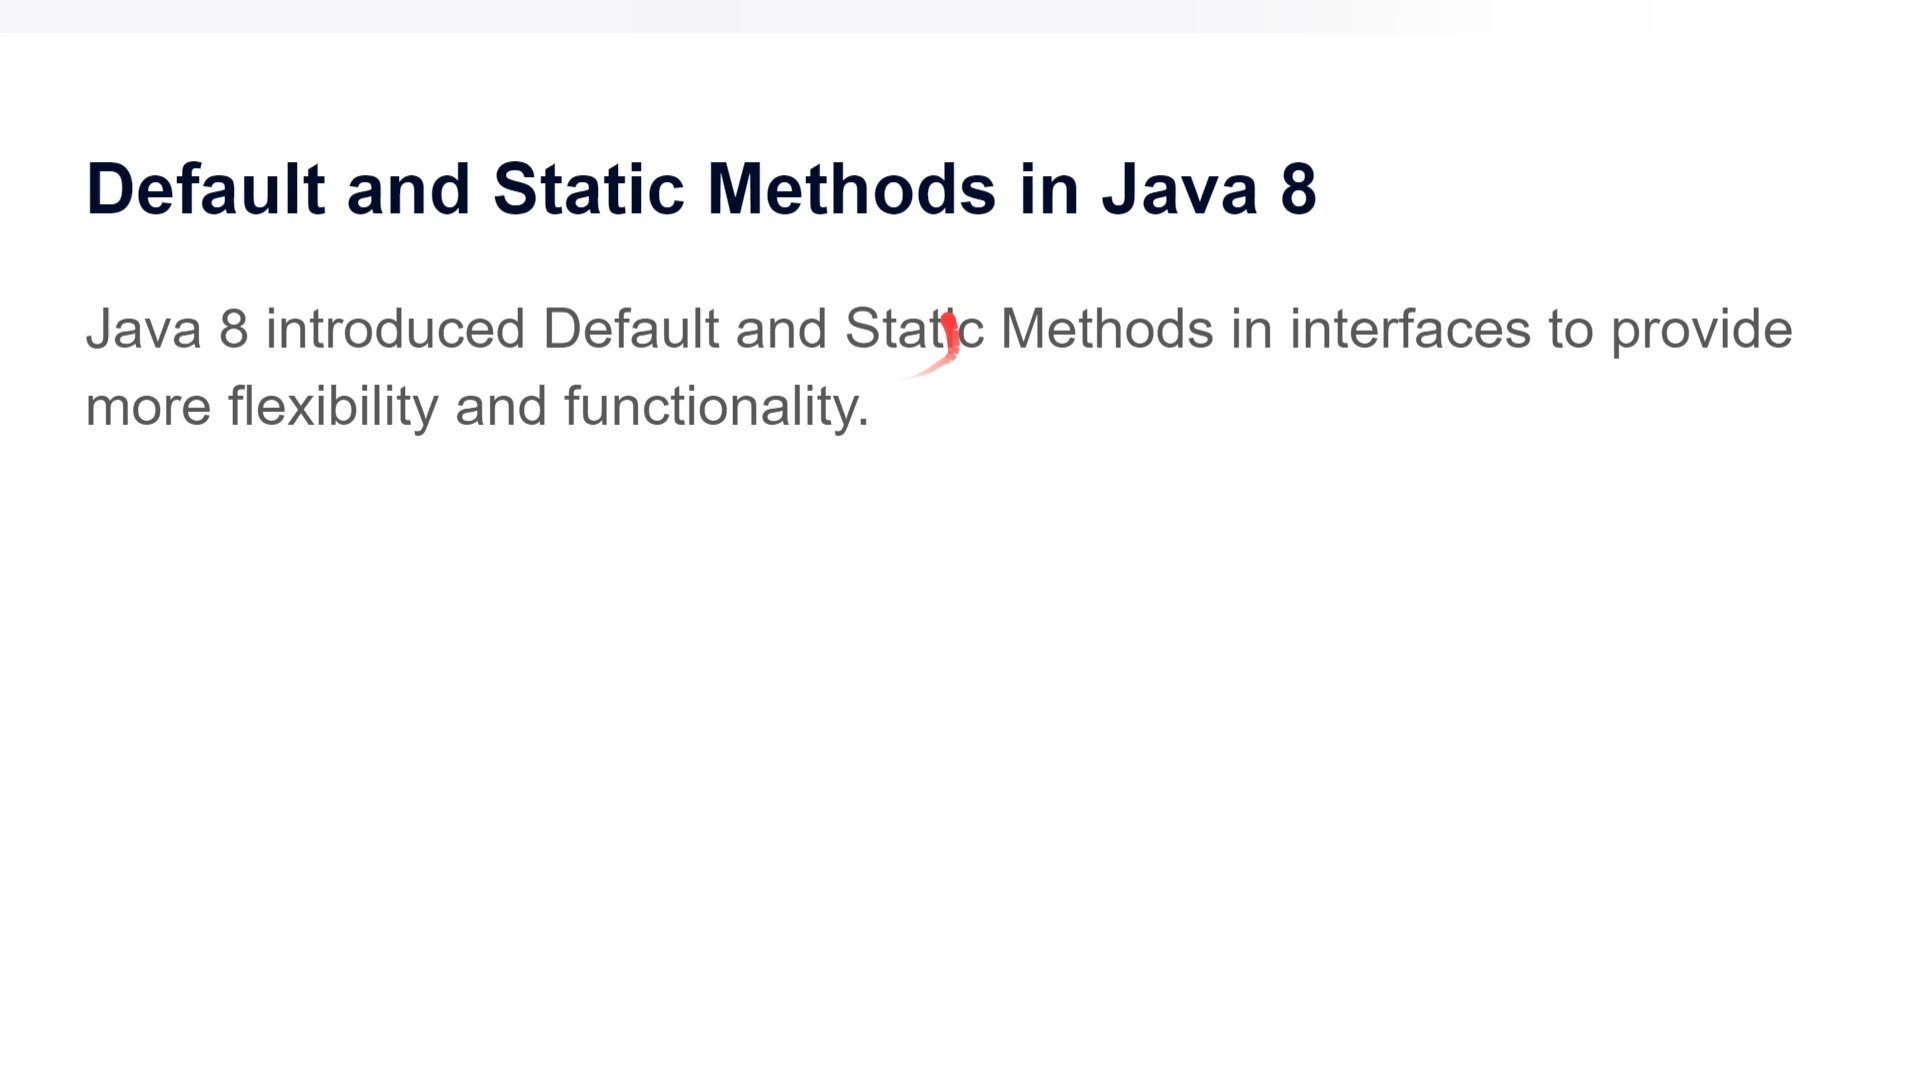 Default and Static Methods in Java 8
Java 8 introduced Default and Static Methods in interfaces to provide
more flexibility and functionality.